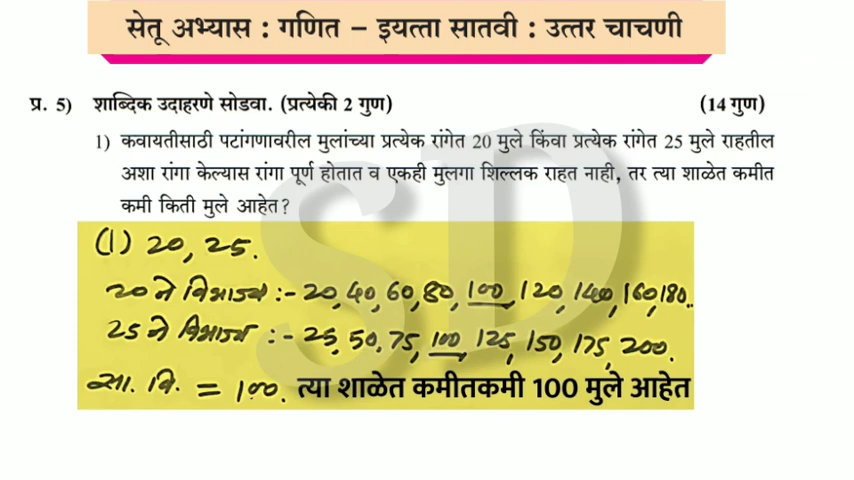 सेतू अभ्यास : गणित – इयत्ता सातवी : उत्तर चाचणी
प्र. 5) शाब्दिक उदाहरणे सोडवा. (प्रत्येकी 2 गुण) (14 गुण)
1) कवायतीसाठी पटांगणावरील मुलांच्या प्रत्येक रांगेत 20 मुले किंवा प्रत्येक रांगेत 25 मुले राहतील
अशा रांगा केल्यास रांगा पूर्ण होतात व एकही मुलगा शिल्लक राहत नाही, तर त्या शाळेत कमीत
कमी किती मुले आहेत?
(1) 20, 25.
20 ने विभाज्य :- 20, 40, 60, 80, 100, 120, 140, 160, 180.
25 ने विभाज्य :- 25, 50, 75, 100, 125, 150, 175, 200.
सा. वि. = 100. त्या शाळेत कमीतकमी 100 मुले आहेत
SD